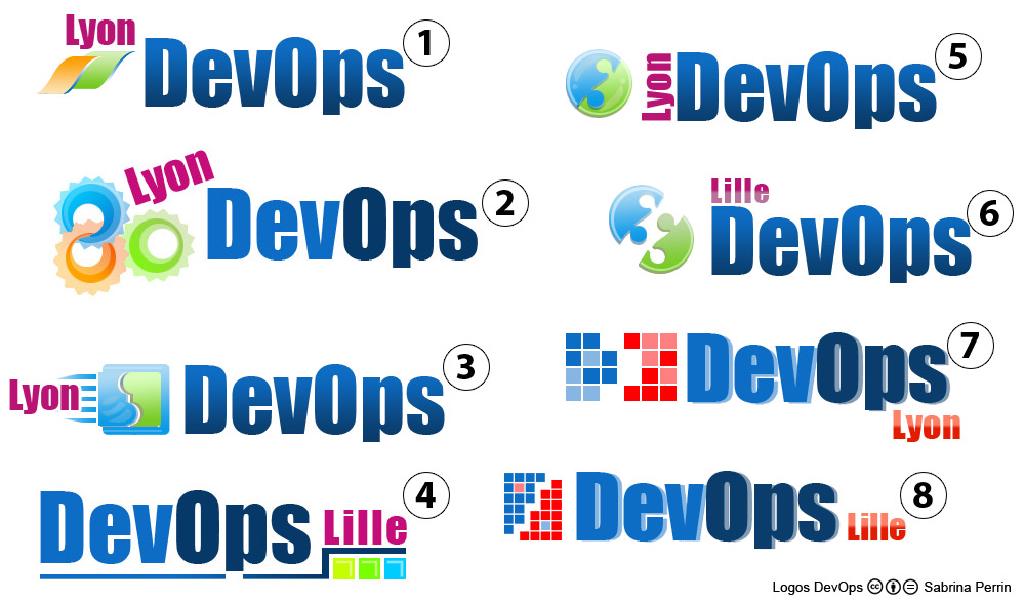 Lyon
DevOps 1
Lyon
DevOps 2
Lyon DevOps 3
DevOps Lille 4
Lyon DevOps 5
Lille
DevOps 6
DevOps 7
Lyon
DevOps Lille 8
Logos DevOps cc Sabrina Perrin